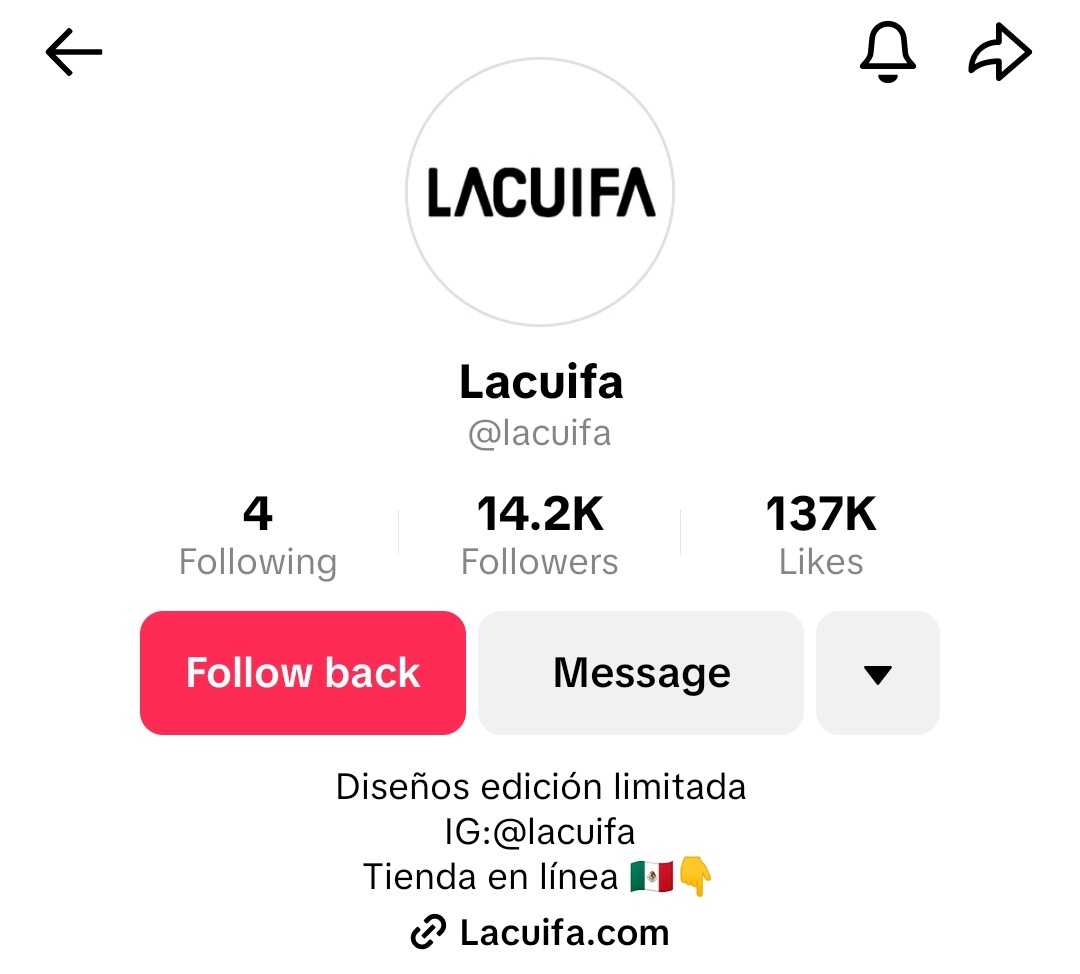 LACUIFA
Lacuifa
@lacuifa
4 14.2K 137K
Following Followers Likes
Follow back Message
Diseños edición limitada
IG:@lacuifa
Tienda en línea 🇲🇽👇
Lacuifa.com